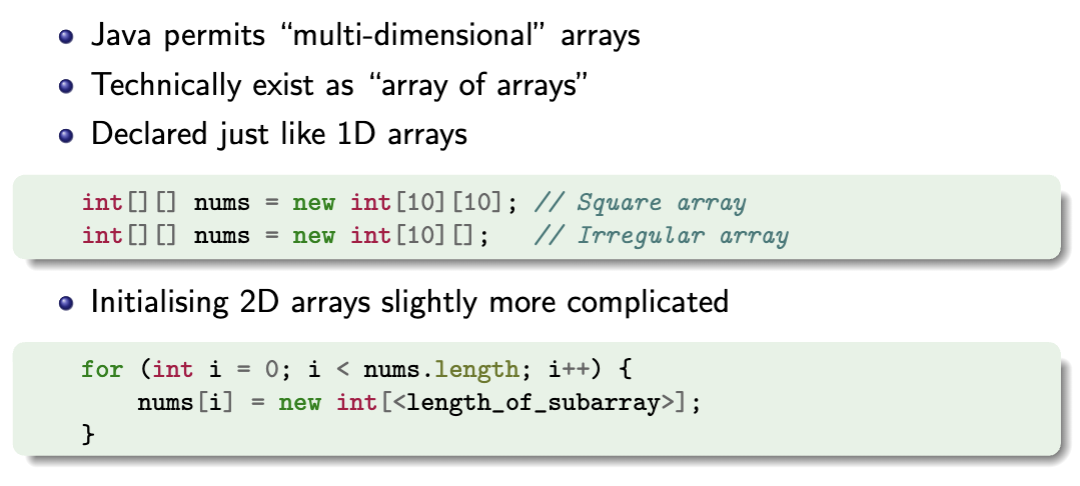 Java permits “multi-dimensional” arrays
Technically exist as “array of arrays”
Declared just like 1D arrays
int[][] nums = new int[10][10]; // Square array
int[][] nums = new int[10][];   // Irregular array
Initialising 2D arrays slightly more complicated
for (int i = 0; i < nums.length; i++) {
    nums[i] = new int[<length_of_subarray>];
}